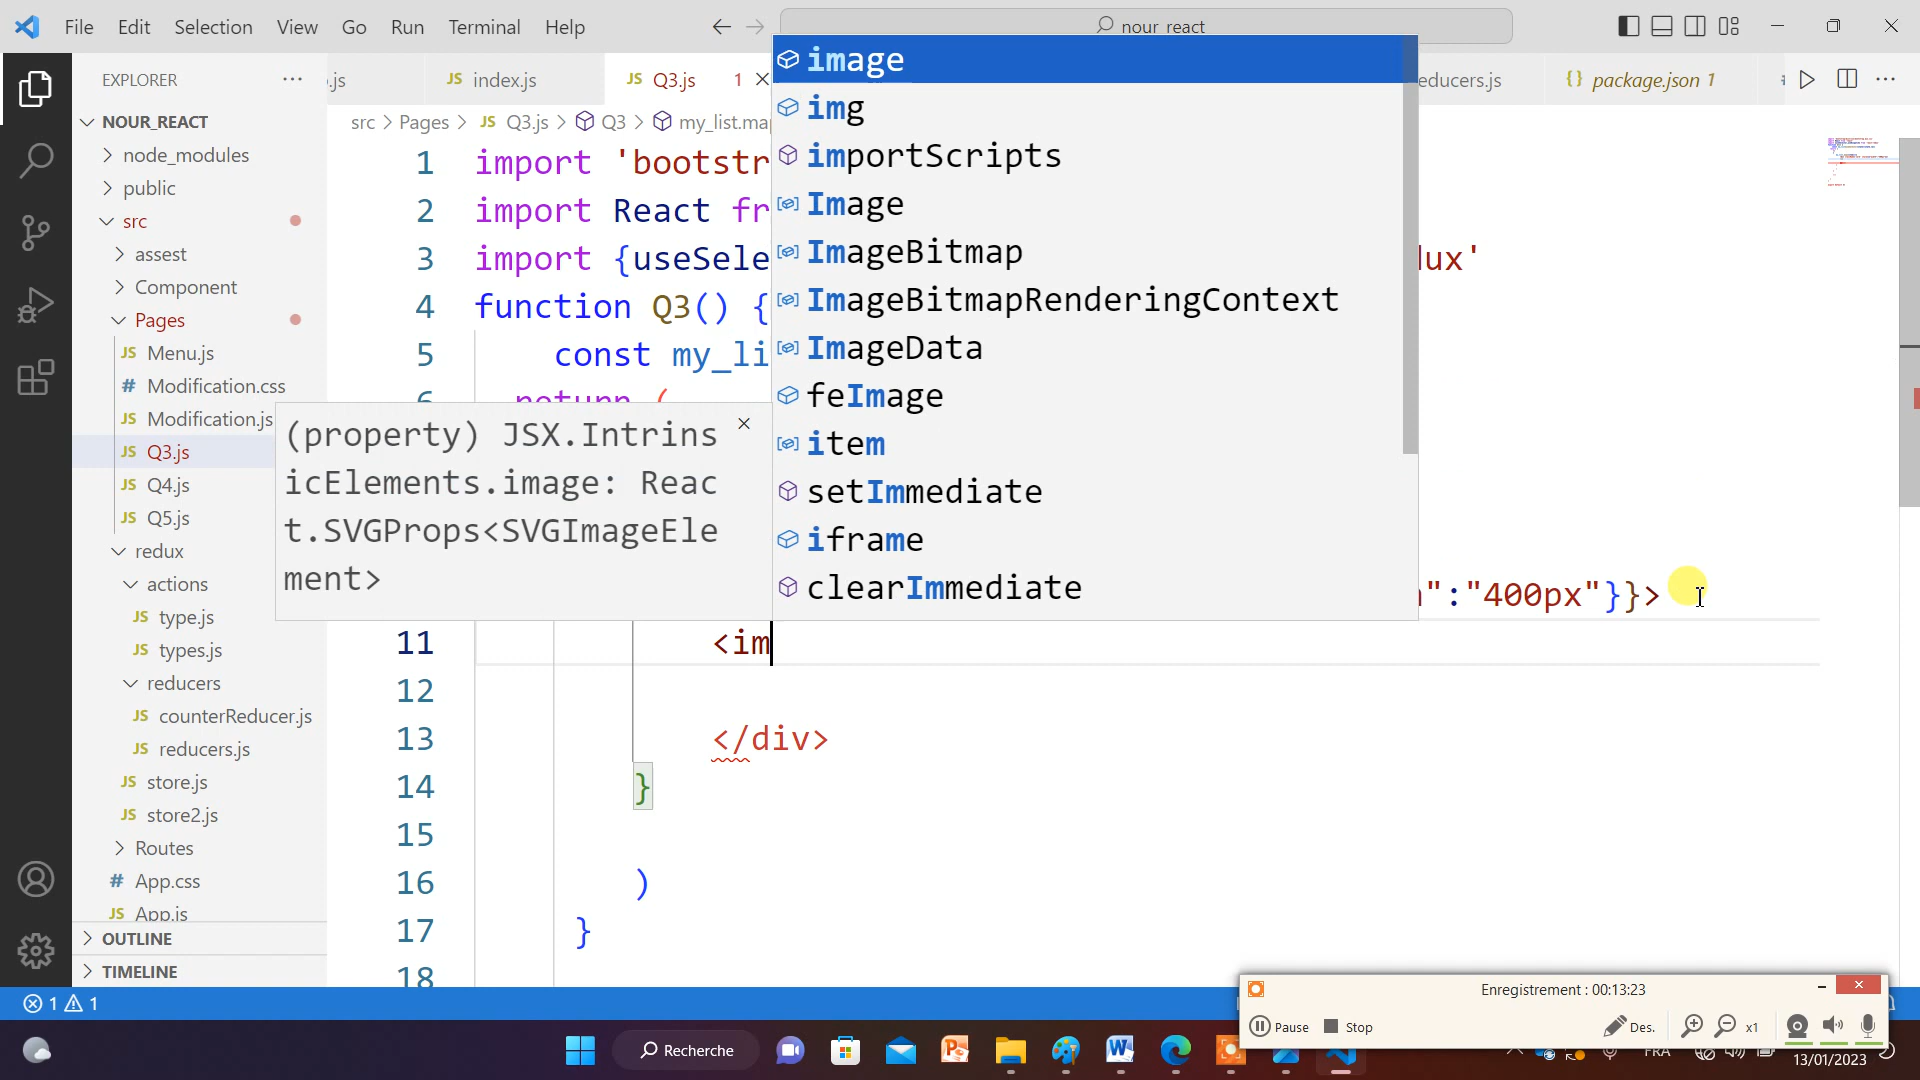 File Edit Selection View Go Run Terminal Help
nour_react
EXPLORER
.js
index.js
Q3.js 1
educers.js
package.json 1
NOUR_REACT
node_modules
public
src
assest
Component
Pages
Menu.js
Modification.css
Modification.js
Q3.js
Q4.js
Q5.js
redux
actions
type.js
types.js
reducers
counterReducer.js
reducers.js
store.js
store2.js
Routes
App.css
App.js
OUTLINE
TIMELINE
src > Pages > Q3.js > Q3 > my_list.ma
1 import 'bootstr
2 import React fr
3 import {useSele
lux'
4 function Q3() {
5 const my_li
6 return (
image
img
importScripts
Image
ImageBitmap
ImageBitmapRenderingContext
ImageData
feImage
item
setImmediate
iframe
clearImmediate
(property) JSX.Intrins
icElements.image: Reac
t.SVGProps<SVGImageEle
ment>
":"400px"}}>
11 <im
12
13 </div>
14 }
15
16 )
17 }
18
1 1
Enregistrement : 00:13:23
Pause Stop Des. x1
Recherche
FRA
13/01/2023